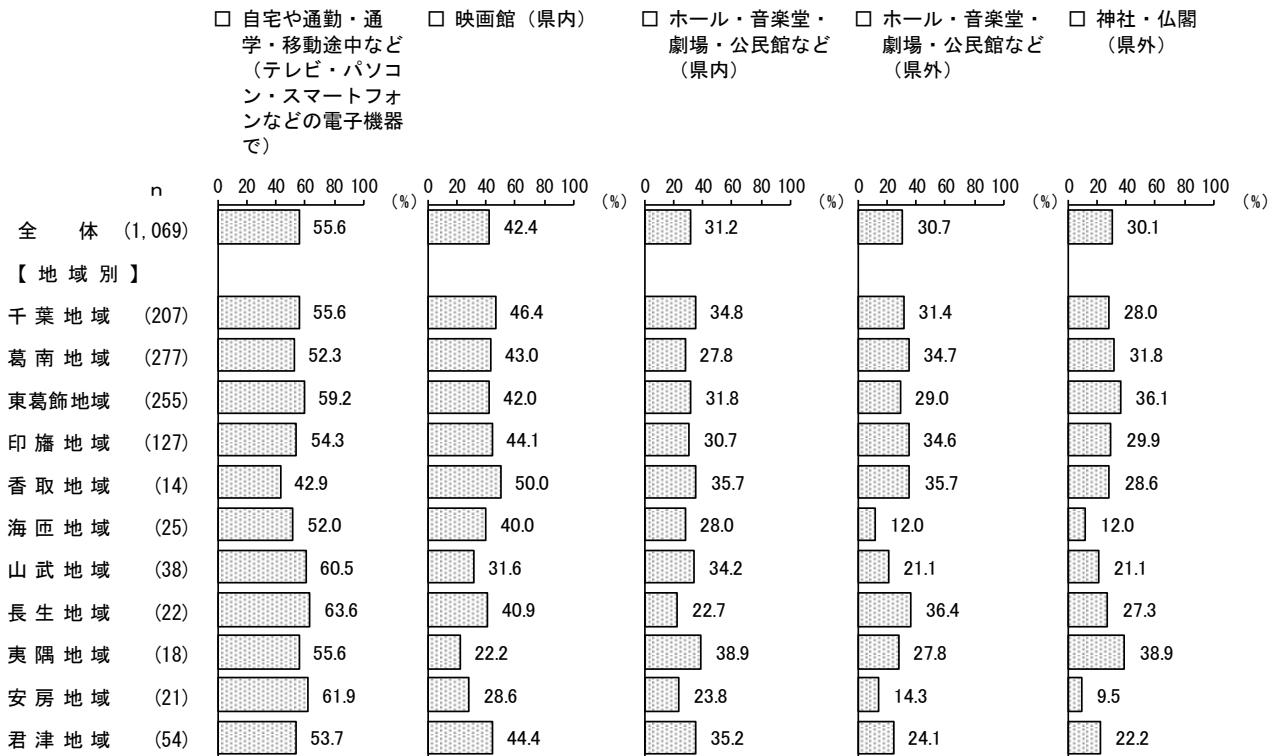 □ 自宅や通勤・通学・移動途中など（テレビ・パソコン・スマートフォンなどの電子機器で）
□ 映画館（県内）
□ ホール・音楽堂・劇場・公民館など（県内）
□ ホール・音楽堂・劇場・公民館など（県外）
□ 神社・仏閣（県外）
n 0 20 40 60 80 100 (%) 0 20 40 60 80 100 (%) 0 20 40 60 80 100 (%) 0 20 40 60 80 100 (%) 0 20 40 60 80 100 (%)
全体 (1,069) 55.6 42.4 31.2 30.7 30.1
【地域別】
千葉地域 (207) 55.6 46.4 34.8 31.4 28.0
葛南地域 (277) 52.3 43.0 27.8 34.7 31.8
東葛飾地域 (255) 59.2 42.0 31.8 29.0 36.1
印旛地域 (127) 54.3 44.1 30.7 34.6 29.9
香取地域 (14) 42.9 50.0 35.7 35.7 28.6
海匝地域 (25) 52.0 40.0 28.0 12.0 12.0
山武地域 (38) 60.5 31.6 34.2 21.1 21.1
長生地域 (22) 63.6 40.9 22.7 36.4 27.3
夷隅地域 (18) 55.6 22.2 38.9 27.8 38.9
安房地域 (21) 61.9 28.6 23.8 14.3 9.5
君津地域 (54) 53.7 44.4 35.2 24.1 22.2